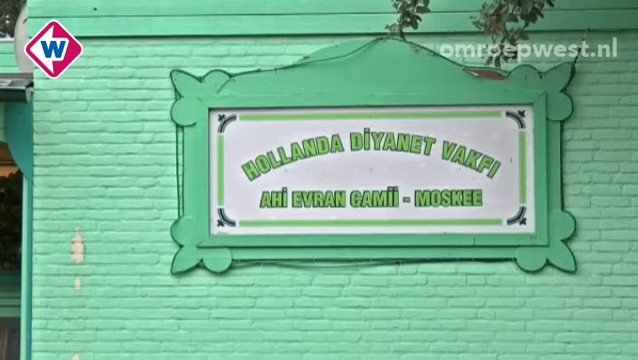 W
omroepwest.nl
HOLLANDA DİYANET VAKFI
AHİ EVRAN CAMİİ - MOSKEE